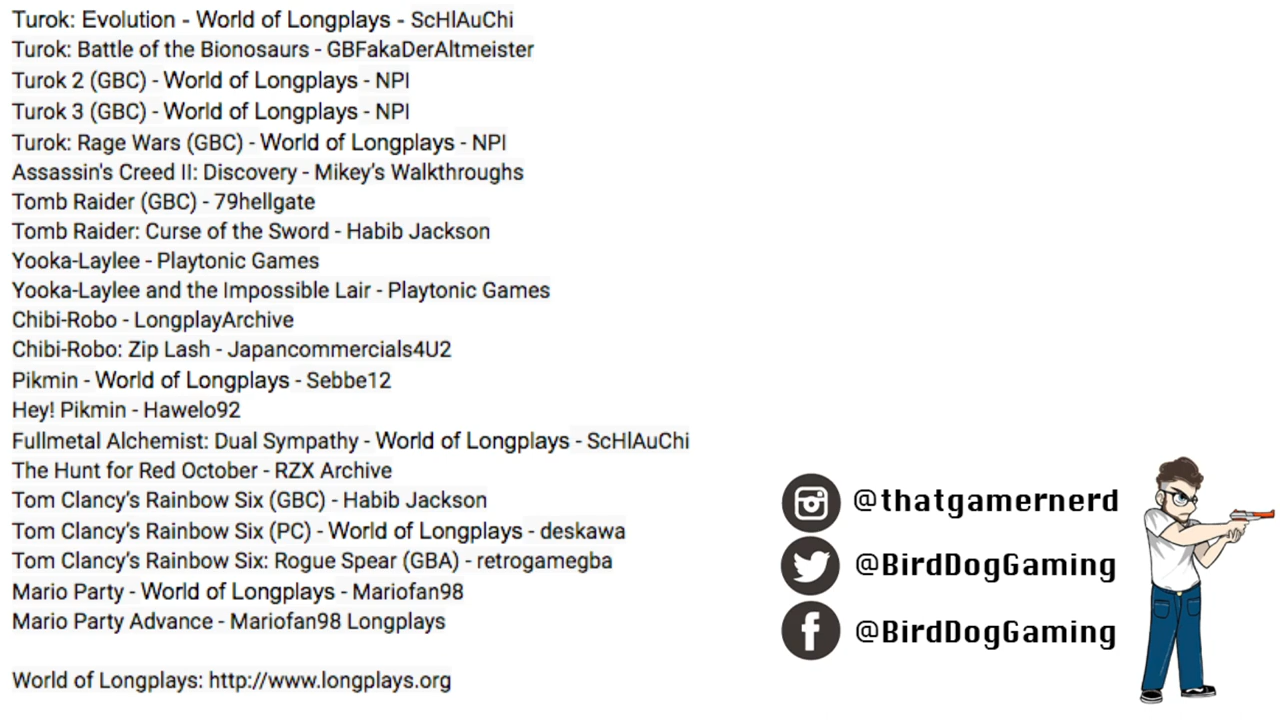 Turok: Evolution - World of Longplays - ScHlAuChi
Turok: Battle of the Bionosaurs - GBFakaDerAltmeister
Turok 2 (GBC) - World of Longplays - NPI
Turok 3 (GBC) - World of Longplays - NPI
Turok: Rage Wars (GBC) - World of Longplays - NPI
Assassin's Creed II: Discovery - Mikey's Walkthroughs
Tomb Raider (GBC) - 79hellgate
Tomb Raider: Curse of the Sword - Habib Jackson
Yooka-Laylee - Playtonic Games
Yooka-Laylee and the Impossible Lair - Playtonic Games
Chibi-Robo - LongplayArchive
Chibi-Robo: Zip Lash - Japancommercials4U2
Pikmin - World of Longplays - Sebbe12
Hey! Pikmin - Hawelo92
Fullmetal Alchemist: Dual Sympathy - World of Longplays - ScHlAuChi
The Hunt for Red October - RZX Archive
Tom Clancy's Rainbow Six (GBC) - Habib Jackson
Tom Clancy's Rainbow Six (PC) - World of Longplays - deskawa
Tom Clancy's Rainbow Six: Rogue Spear (GBA) - retrogamegba
Mario Party - World of Longplays - Mariofan98
Mario Party Advance - Mariofan98 Longplays
World of Longplays: http://www.longplays.org
@thatgamernerd
@BirdDogGaming
@BirdDogGaming